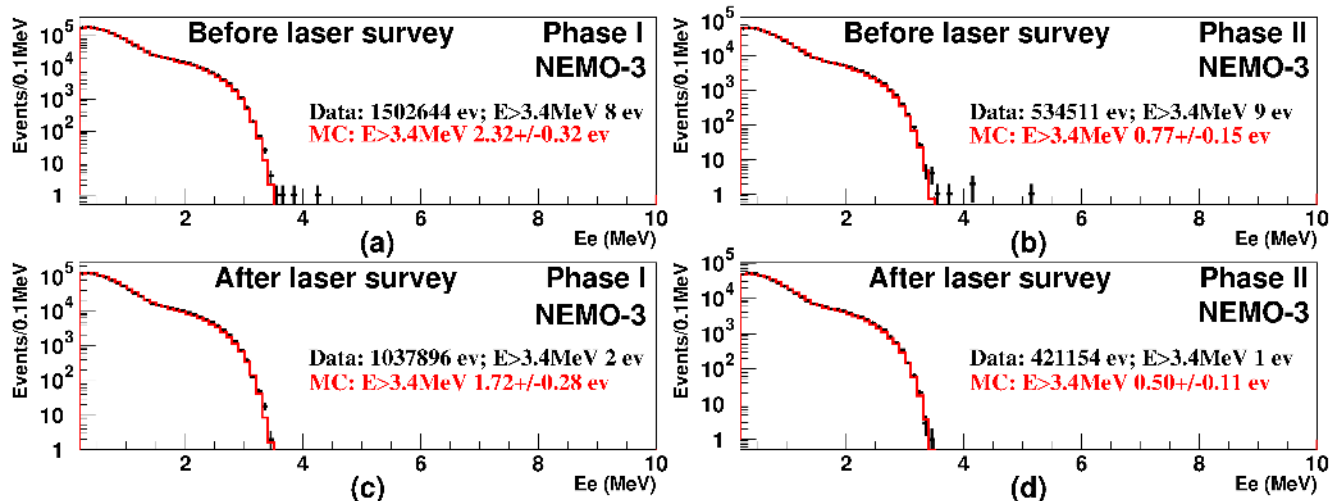 Before laser survey Phase I
NEMO-3
Data: 1502644 ev; E>3.4MeV 8 ev
MC: E>3.4MeV 2.32+/-0.32 ev
Events/0.1MeV
10^5
10^4
10^3
10^2
10
1
2 4 6 8 10
(a) Ee (MeV)
Before laser survey Phase II
NEMO-3
Data: 534511 ev; E>3.4MeV 9 ev
MC: E>3.4MeV 0.77+/-0.15 ev
Events/0.1MeV
10^5
10^4
10^3
10^2
10
1
2 4 6 8 10
(b) Ee (MeV)
After laser survey Phase I
NEMO-3
Data: 1037896 ev; E>3.4MeV 2 ev
MC: E>3.4MeV 1.72+/-0.28 ev
Events/0.1MeV
10^5
10^4
10^3
10^2
10
1
2 4 6 8 10
(c) Ee (MeV)
After laser survey Phase II
NEMO-3
Data: 421154 ev; E>3.4MeV 1 ev
MC: E>3.4MeV 0.50+/-0.11 ev
Events/0.1MeV
10^5
10^4
10^3
10^2
10
1
2 4 6 8 10
(d) Ee (MeV)